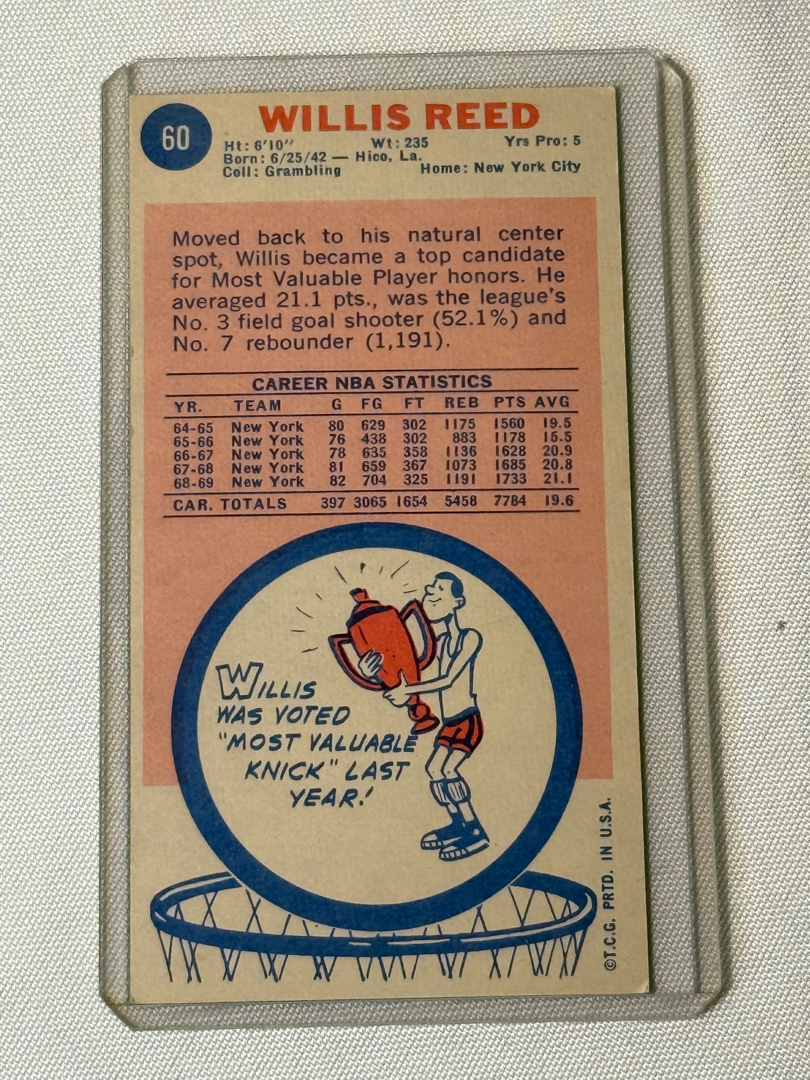 60
WILLIS REED
Ht: 6'10" Wt: 235 Yrs Pro: 5
Born: 6/25/42 — Hico, La.
Coll: Grambling Home: New York City
Moved back to his natural center
spot, Willis became a top candidate
for Most Valuable Player honors. He
averaged 21.1 pts., was the league's
No. 3 field goal shooter (52.1%) and
No. 7 rebounder (1,191).
CAREER NBA STATISTICS
YR. TEAM G FG FT REB PTS AVG
64-65 New York 80 629 302 1175 1560 19.5
65-66 New York 76 438 302 883 1178 15.5
66-67 New York 78 635 358 1136 1628 20.9
67-68 New York 81 659 367 1073 1685 20.8
68-69 New York 82 704 325 1191 1733 21.1
CAR. TOTALS 397 3065 1654 5458 7784 19.6
WILLIS
WAS VOTED
"MOST VALUABLE
KNICK" LAST
YEAR!
©T.C.G. PRTD. IN U.S.A.